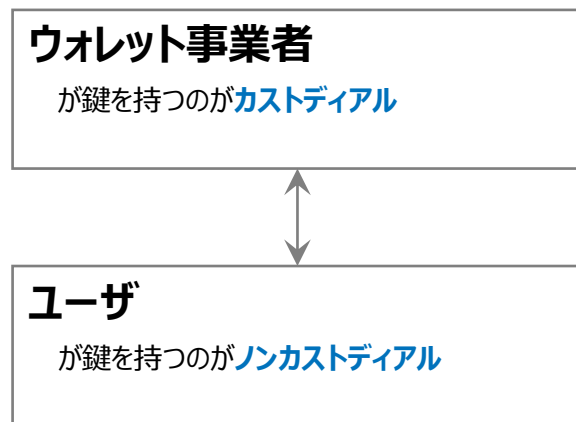 ウォレット事業者
が鍵を持つのがカストディアル
ユーザ
が鍵を持つのがノンカストディアル